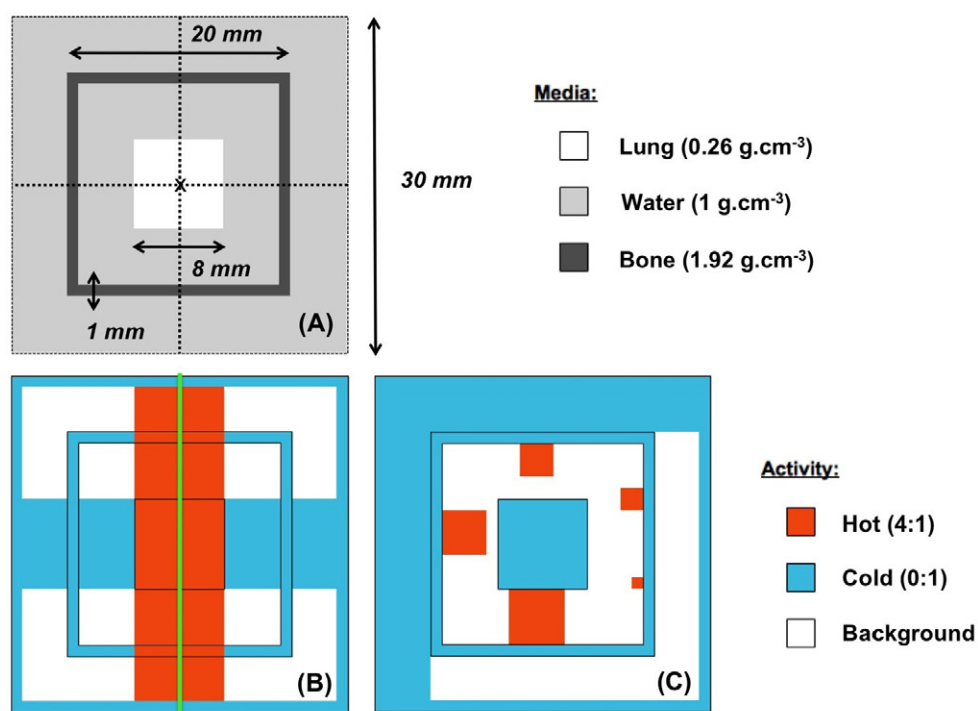 20 mm
Media:
Lung (0.26 g.cm⁻³)
x
30 mm
Water (1 g.cm⁻³)
8 mm
Bone (1.92 g.cm⁻³)
1 mm
(A)
Activity:
Hot (4:1)
Cold (0:1)
Background
(B)
(C)